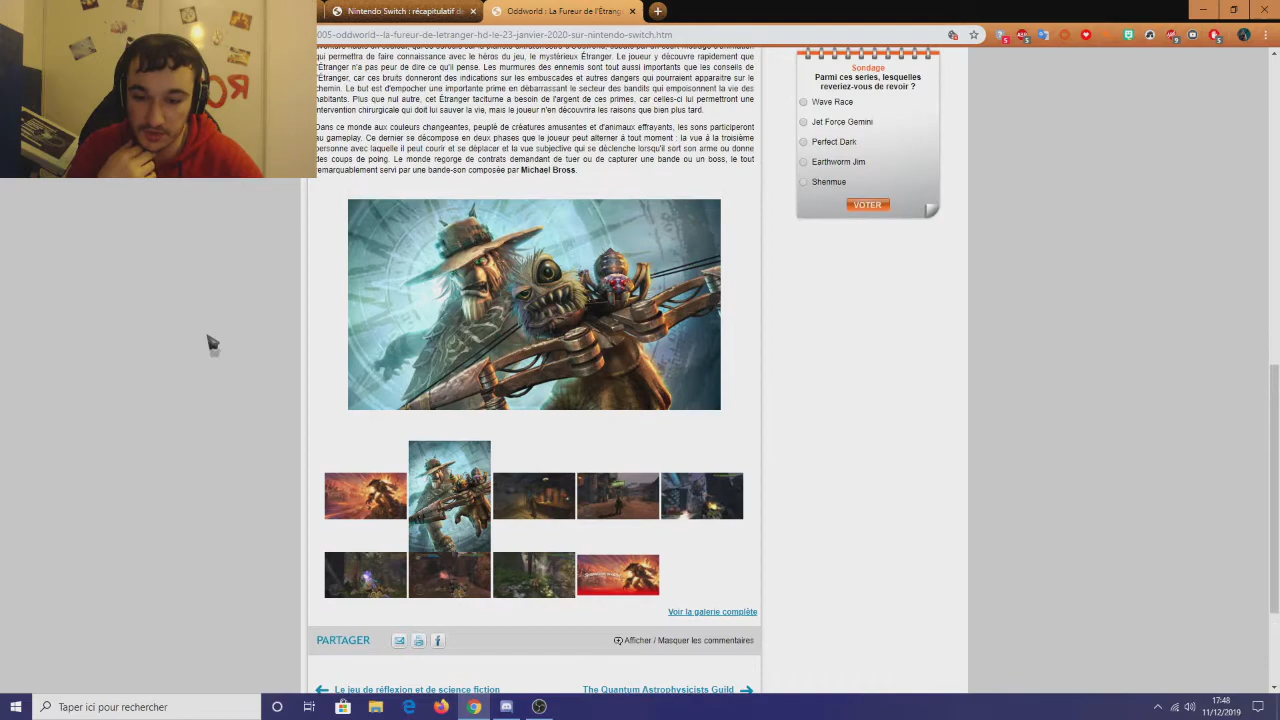 Nintendo Switch : récapitulatif d
Oddworld : La Fureur de l'Étrang
005-oddworld--la-fureur-de-letranger-hd-le-23-janvier-2020-sur-nintendo-switch.htm
qui permettra de faire connaissance avec le héros du jeu, le mystérieux Étranger. Le joueur y découvre rapidement que
l'Étranger n'a pas peur de dire ce qu'il pense. Les murmures des ennemis sont tout aussi importants que les conseils de
l'Étranger, car ces bruits donneront des indications sur les embuscades et autres dangers qui pourraient apparaitre sur le
chemin. Le but est d'empocher une importante prime en débarrassant le secteur des bandits qui empoisonnent la vie des
habitants. Plus que nul autre, cet Étranger taciturne a besoin de l'argent de ces primes, car celles-ci lui permettront une
intervention chirurgicale qui doit lui sauver la vie, mais le joueur n'en découvrira les raisons que bien plus tard.
Dans ce monde aux couleurs changeantes, peuplé de créatures amusantes et d'animaux effrayants, les sons participeront
au gameplay. Ce dernier se décompose en deux phases que le joueur peut alterner à tout moment : la vue à la troisième
personne avec laquelle il peut courir et se déplacer et la vue subjective qui se déclenche lorsqu'il sort son arme ou donne
des coups de poing. Le monde regorge de contrats demandant de tuer ou de capturer une bande ou un boss, le tout
remarquablement servi par une bande-son composée par Michael Bross.
Sondage
Parmi ces series, lesquelles
reveriez-vous de revoir ?
Wave Race
Jet Force Gemini
Perfect Dark
Earthworm Jim
Shenmue
VOTER
Voir la galerie complète
PARTAGER
Afficher / Masquer les commentaires
Le jeu de réflexion et de science fiction
The Quantum Astrophysicists Guild
Taper ici pour rechercher
17:48
11/12/2019